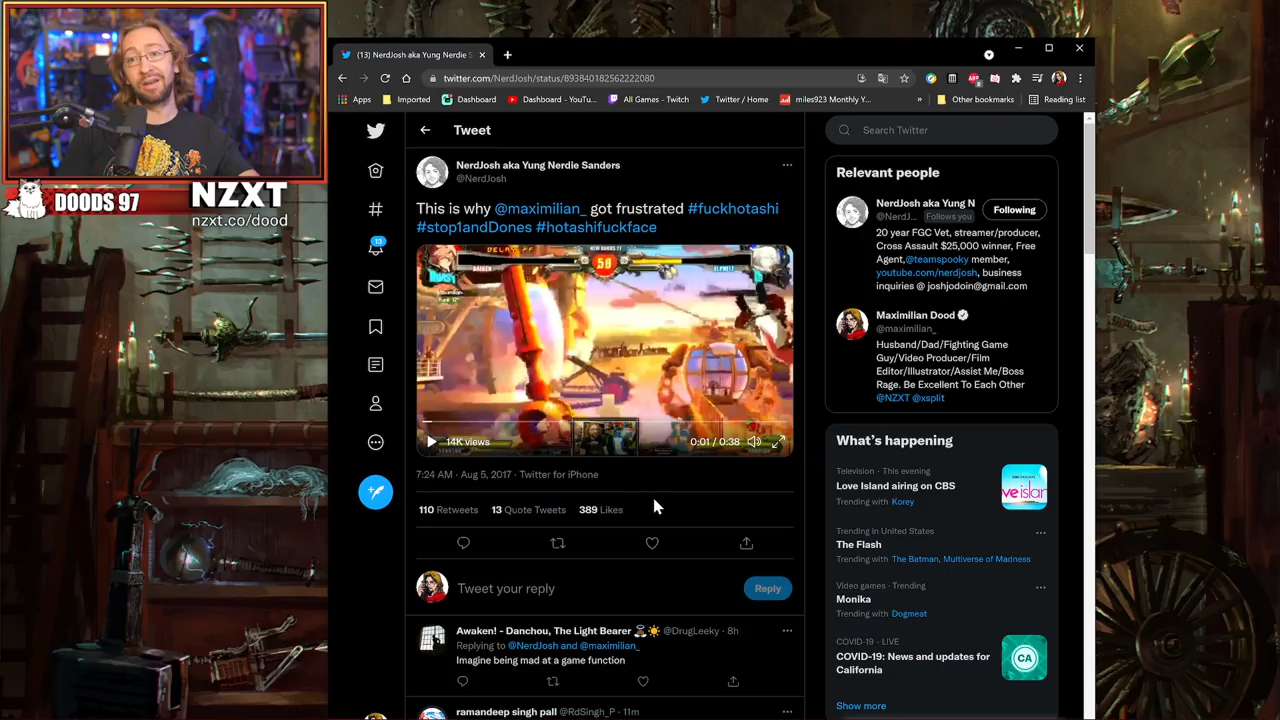 (13) NerdJosh aka Yung Nerdie S
twitter.com/NerdJosh/status/893840182562222080
Apps
Imported
Dashboard
Dashboard - YouTu...
All Games - Twitch
Twitter / Home
miles923 Monthly Y...
»
Other bookmarks
Reading list
DOODS 97
NZXT
nzxt.co/dood
13
Tweet
NerdJosh aka Yung Nerdie Sanders
@NerdJosh
This is why @maximilian_ got frustrated #fuckhotashi
#stop1andDones #hotashifuckface
58
14K views
0:01 / 0:38
7:24 AM · Aug 5, 2017 · Twitter for iPhone
110 Retweets
13 Quote Tweets
389 Likes
Tweet your reply
Reply
Awaken! - Danchou, The Light Bearer @DrugLeeky · 8h
Replying to @NerdJosh and @maximilian_
Imagine being mad at a game function
ramandeep singh pall @RdSingh_P · 11m
Search Twitter
Relevant people
NerdJosh aka Yung N
@NerdJ... Follows you
Following
20 year FGC Vet, streamer/producer,
Cross Assault $25,000 winner, Free
Agent,@teamspooky member,
youtube.com/nerdjosh, business
inquiries @ joshjodoin@gmail.com
Maximilian Dood
@maximilian_
Husband/Dad/Fighting Game
Guy/Video Producer/Film
Editor/Illustrator/Assist Me/Boss
Rage. Be Excellent To Each Other
@NZXT @xsplit
What's happening
Television · This evening
Love Island airing on CBS
Trending with Korey
Trending in United States
The Flash
Trending with The Batman, Multiverse of Madness
Video games · Trending
Monika
Trending with Dogmeat
COVID-19 · LIVE
COVID-19: News and updates for
California
CA
Show more